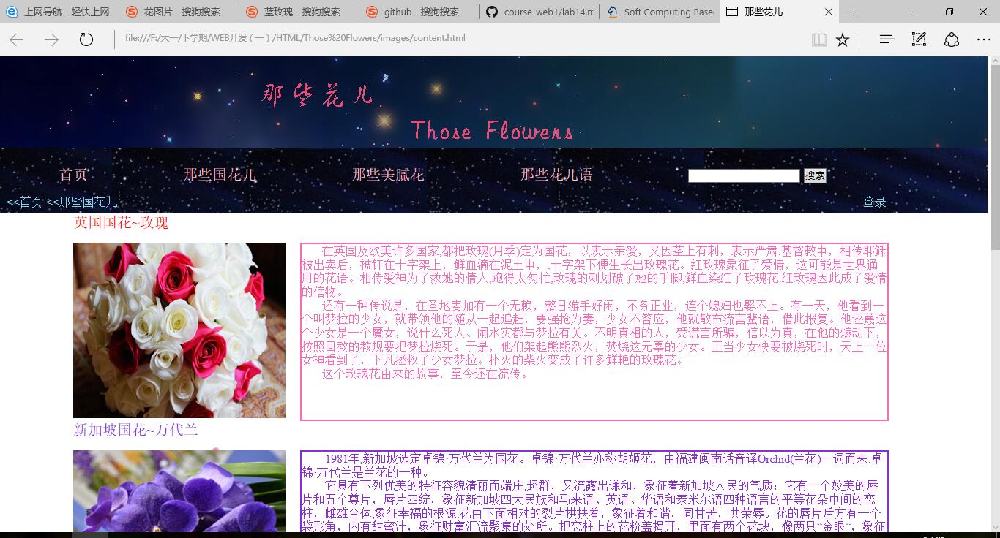 上网导航 - 轻快上网
花图片 - 搜狗搜索
蓝玫瑰 - 搜狗搜索
github - 搜狗搜索
course-web1/lab14.m
Soft Computing Base
那些花儿
file:///F:/大一/下学期/WEB开发（一）/HTML/Those%20Flowers/images/content.html
那些花儿
Those Flowers
首页
那些国花儿
那些美腻花
那些花儿语
搜索
<<首页 <<那些国花儿
登录
英国国花~玫瑰
在英国及欧美许多国家,都把玫瑰(月季)定为国花，以表示亲爱，又因茎上有刺，表示严肃.基督教中，相传耶稣
被出卖后，被钉在十字架上，鲜血滴在泥土中，,十字架下便生长出玫瑰花。红玫瑰象征了爱情，这可能是世界通
用的花语。相传爱神为了救她的情人,跑得太匆忙,玫瑰的刺划破了她的手脚,鲜血染红了玫瑰花.红玫瑰因此成了爱情
的信物。
还有一种传说是，在圣地麦加有一个无赖，整日游手好闲，不务正业，连个媳妇也娶不上。有一天，他看到一
个叫梦拉的少女，就带领他的随从一起追赶，要强抢为妻，少女不答应，他就散布流言蜚语，借此报复。他诬蔑这
个少女是一个魔女，说什么死人、闹水灾都与梦拉有关。不明真相的人，受谎言所骗，信以为真，在他的煽动下，
按照回教的教规要把梦拉烧死。于是，他们架起熊熊烈火，焚烧这无辜的少女。正当少女快要被烧死时，天上一位
女神看到了，下凡拯救了少女梦拉。扑灭的柴火变成了许多鲜艳的玫瑰花。
这个玫瑰花由来的故事，至今还在流传。
新加坡国花~万代兰
1981年,新加坡选定卓锦·万代兰为国花。卓锦·万代兰亦称胡姬花，由福建闽南话音译Orchid(兰花)一词而来.卓
锦·万代兰是兰花的一种。
它具有下列优美的特征容貌清丽而端庄,超群，又流露出谦和，象征着新加坡人民的气质；它有一个姣美的唇
片和五个尊片，唇片四绽，象征新加坡四大民族和马来语、英语、华语和泰米尔语四种语言的平等花朵中间的恋
柱，雌雄合体,象征幸福的根源.花由下面相对的裂片拱扶着，象征着和谐，同甘苦，共荣辱。花的唇片后方有一个
袋形角，内有甜蜜汁，象征财富汇流聚集的处所。把恋柱上的花粉盖揭开，里面有两个花块，像两只“金眼”，象征